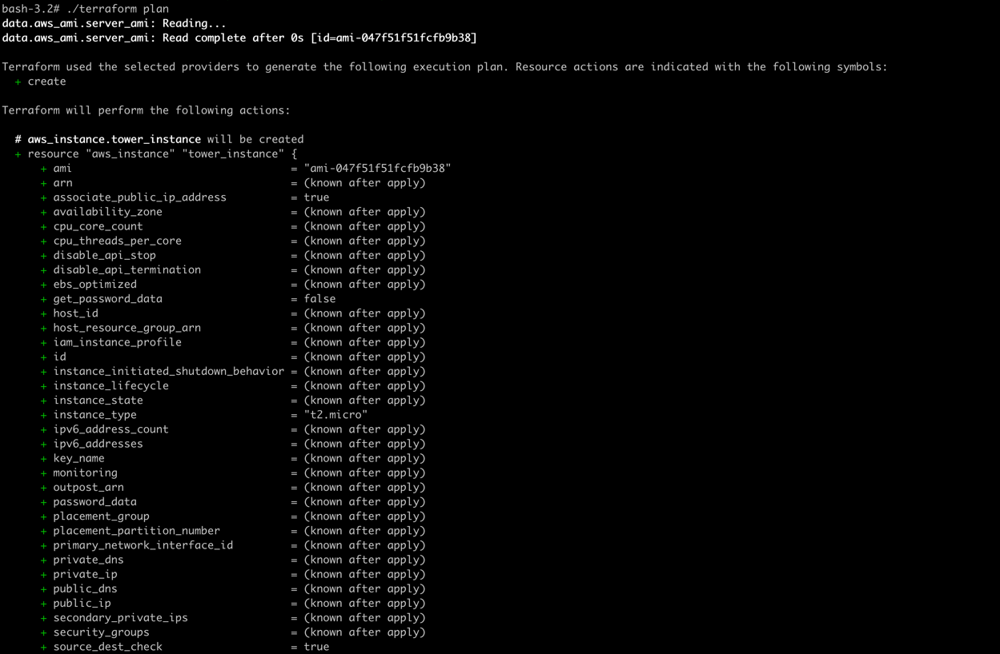 bash-3.2# ./terraform plan
data.aws_ami.server_ami: Reading...
data.aws_ami.server_ami: Read complete after 0s [id=ami-047f51f51fcfb9b38]

Terraform used the selected providers to generate the following execution plan. Resource actions are indicated with the following symbols:
  + create

Terraform will perform the following actions:

  # aws_instance.tower_instance will be created
  + resource "aws_instance" "tower_instance" {
      + ami                                  = "ami-047f51f51fcfb9b38"
      + arn                                  = (known after apply)
      + associate_public_ip_address          = true
      + availability_zone                    = (known after apply)
      + cpu_core_count                       = (known after apply)
      + cpu_threads_per_core                 = (known after apply)
      + disable_api_stop                     = (known after apply)
      + disable_api_termination              = (known after apply)
      + ebs_optimized                        = (known after apply)
      + get_password_data                    = false
      + host_id                              = (known after apply)
      + host_resource_group_arn              = (known after apply)
      + iam_instance_profile                 = (known after apply)
      + id                                   = (known after apply)
      + instance_initiated_shutdown_behavior = (known after apply)
      + instance_lifecycle                   = (known after apply)
      + instance_state                       = (known after apply)
      + instance_type                        = "t2.micro"
      + ipv6_address_count                   = (known after apply)
      + ipv6_addresses                       = (known after apply)
      + key_name                             = (known after apply)
      + monitoring                           = (known after apply)
      + outpost_arn                          = (known after apply)
      + password_data                        = (known after apply)
      + placement_group                      = (known after apply)
      + placement_partition_number           = (known after apply)
      + primary_network_interface_id         = (known after apply)
      + private_dns                          = (known after apply)
      + private_ip                           = (known after apply)
      + public_dns                           = (known after apply)
      + public_ip                            = (known after apply)
      + secondary_private_ips                = (known after apply)
      + security_groups                      = (known after apply)
      + source_dest_check                    = true